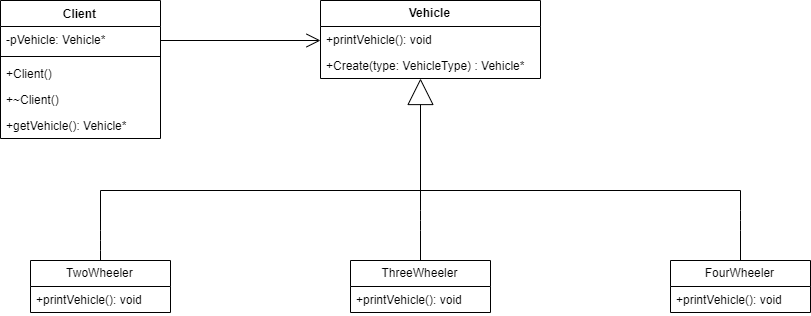 Client
-pVehicle: Vehicle*
+Client()
+~Client()
+getVehicle(): Vehicle*
Vehicle
+printVehicle(): void
+Create(type: VehicleType) : Vehicle*
TwoWheeler
+printVehicle(): void
ThreeWheeler
+printVehicle(): void
FourWheeler
+printVehicle(): void